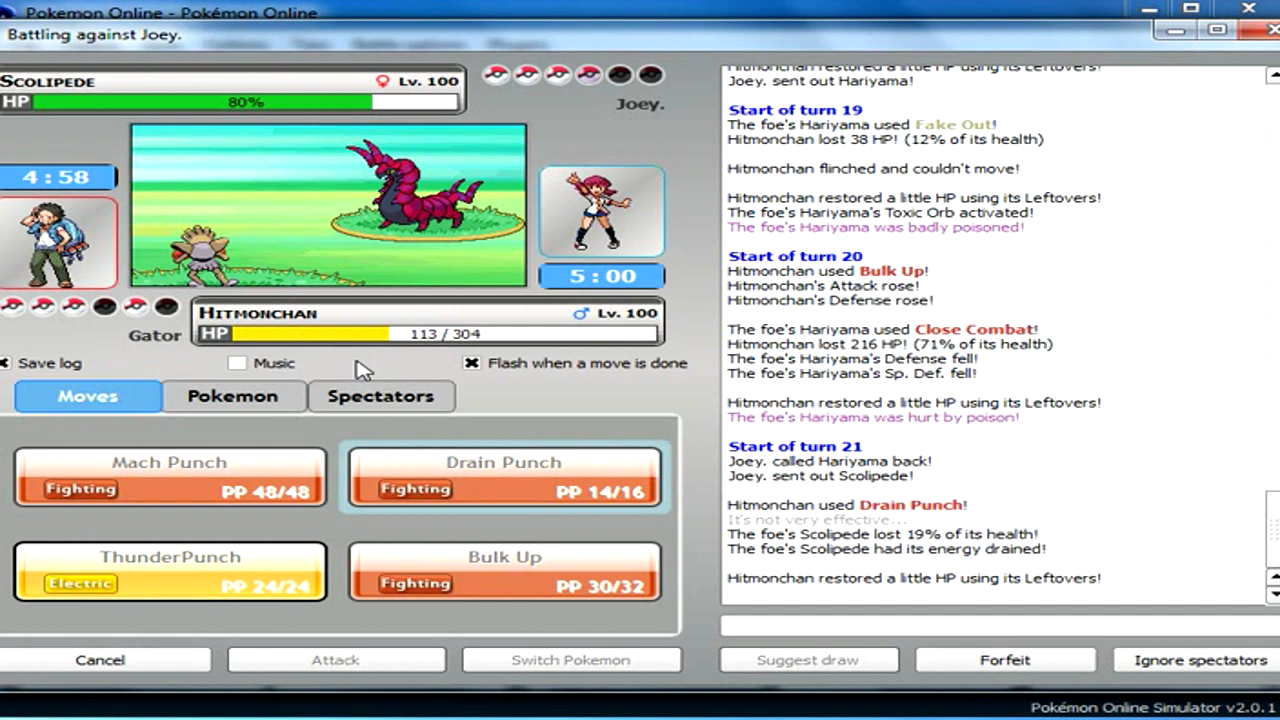 Pokemon Online - Pokémon Online
Battling against Joey.
SCOLIPEDE ♀ Lv. 100
HP 80%
Joey.
4:58
5:00
HITMONCHAN ♂ Lv. 100
HP 113 / 304
Gator
Save log
Music
Flash when a move is done
Moves
Pokemon
Spectators
Mach Punch
Fighting PP 48/48
Drain Punch
Fighting PP 14/16
ThunderPunch
Electric PP 24/24
Bulk Up
Fighting PP 30/32
Cancel
Attack
Switch Pokemon
Hitmonchan restored a little HP using its Leftovers!
Joey. sent out Hariyama!
Start of turn 19
The foe's Hariyama used Fake Out!
Hitmonchan lost 38 HP! (12% of its health)
Hitmonchan flinched and couldn't move!
Hitmonchan restored a little HP using its Leftovers!
The foe's Hariyama's Toxic Orb activated!
The foe's Hariyama was badly poisoned!
Start of turn 20
Hitmonchan used Bulk Up!
Hitmonchan's Attack rose!
Hitmonchan's Defense rose!
The foe's Hariyama used Close Combat!
Hitmonchan lost 216 HP! (71% of its health)
The foe's Hariyama's Defense fell!
The foe's Hariyama's Sp. Def. fell!
Hitmonchan restored a little HP using its Leftovers!
The foe's Hariyama was hurt by poison!
Start of turn 21
Joey. called Hariyama back!
Joey. sent out Scolipede!
Hitmonchan used Drain Punch!
It's not very effective...
The foe's Scolipede lost 19% of its health!
The foe's Scolipede had its energy drained!
Hitmonchan restored a little HP using its Leftovers!
Suggest draw
Forfeit
Ignore spectators
Pokémon Online Simulator v2.0.1